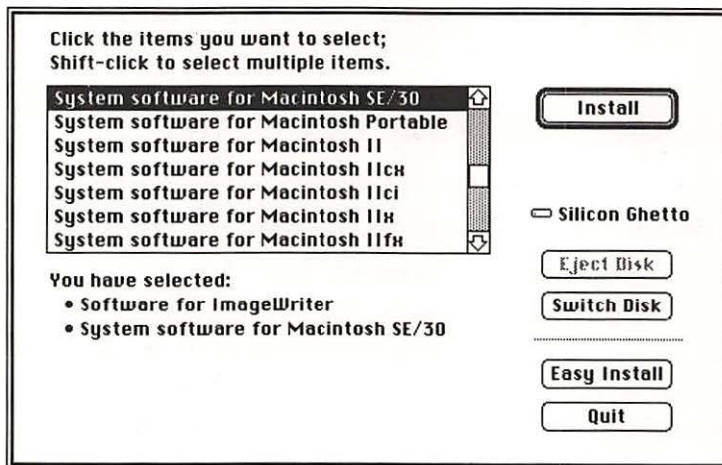 Click the items you want to select;
Shift-click to select multiple items.
System software for Macintosh SE/30
System software for Macintosh Portable
System software for Macintosh II
System software for Macintosh IIcx
System software for Macintosh IIci
System software for Macintosh IIx
System software for Macintosh IIfx
You have selected:
• Software for ImageWriter
• System software for Macintosh SE/30
Install
Silicon Ghetto
Eject Disk
Switch Disk
Easy Install
Quit